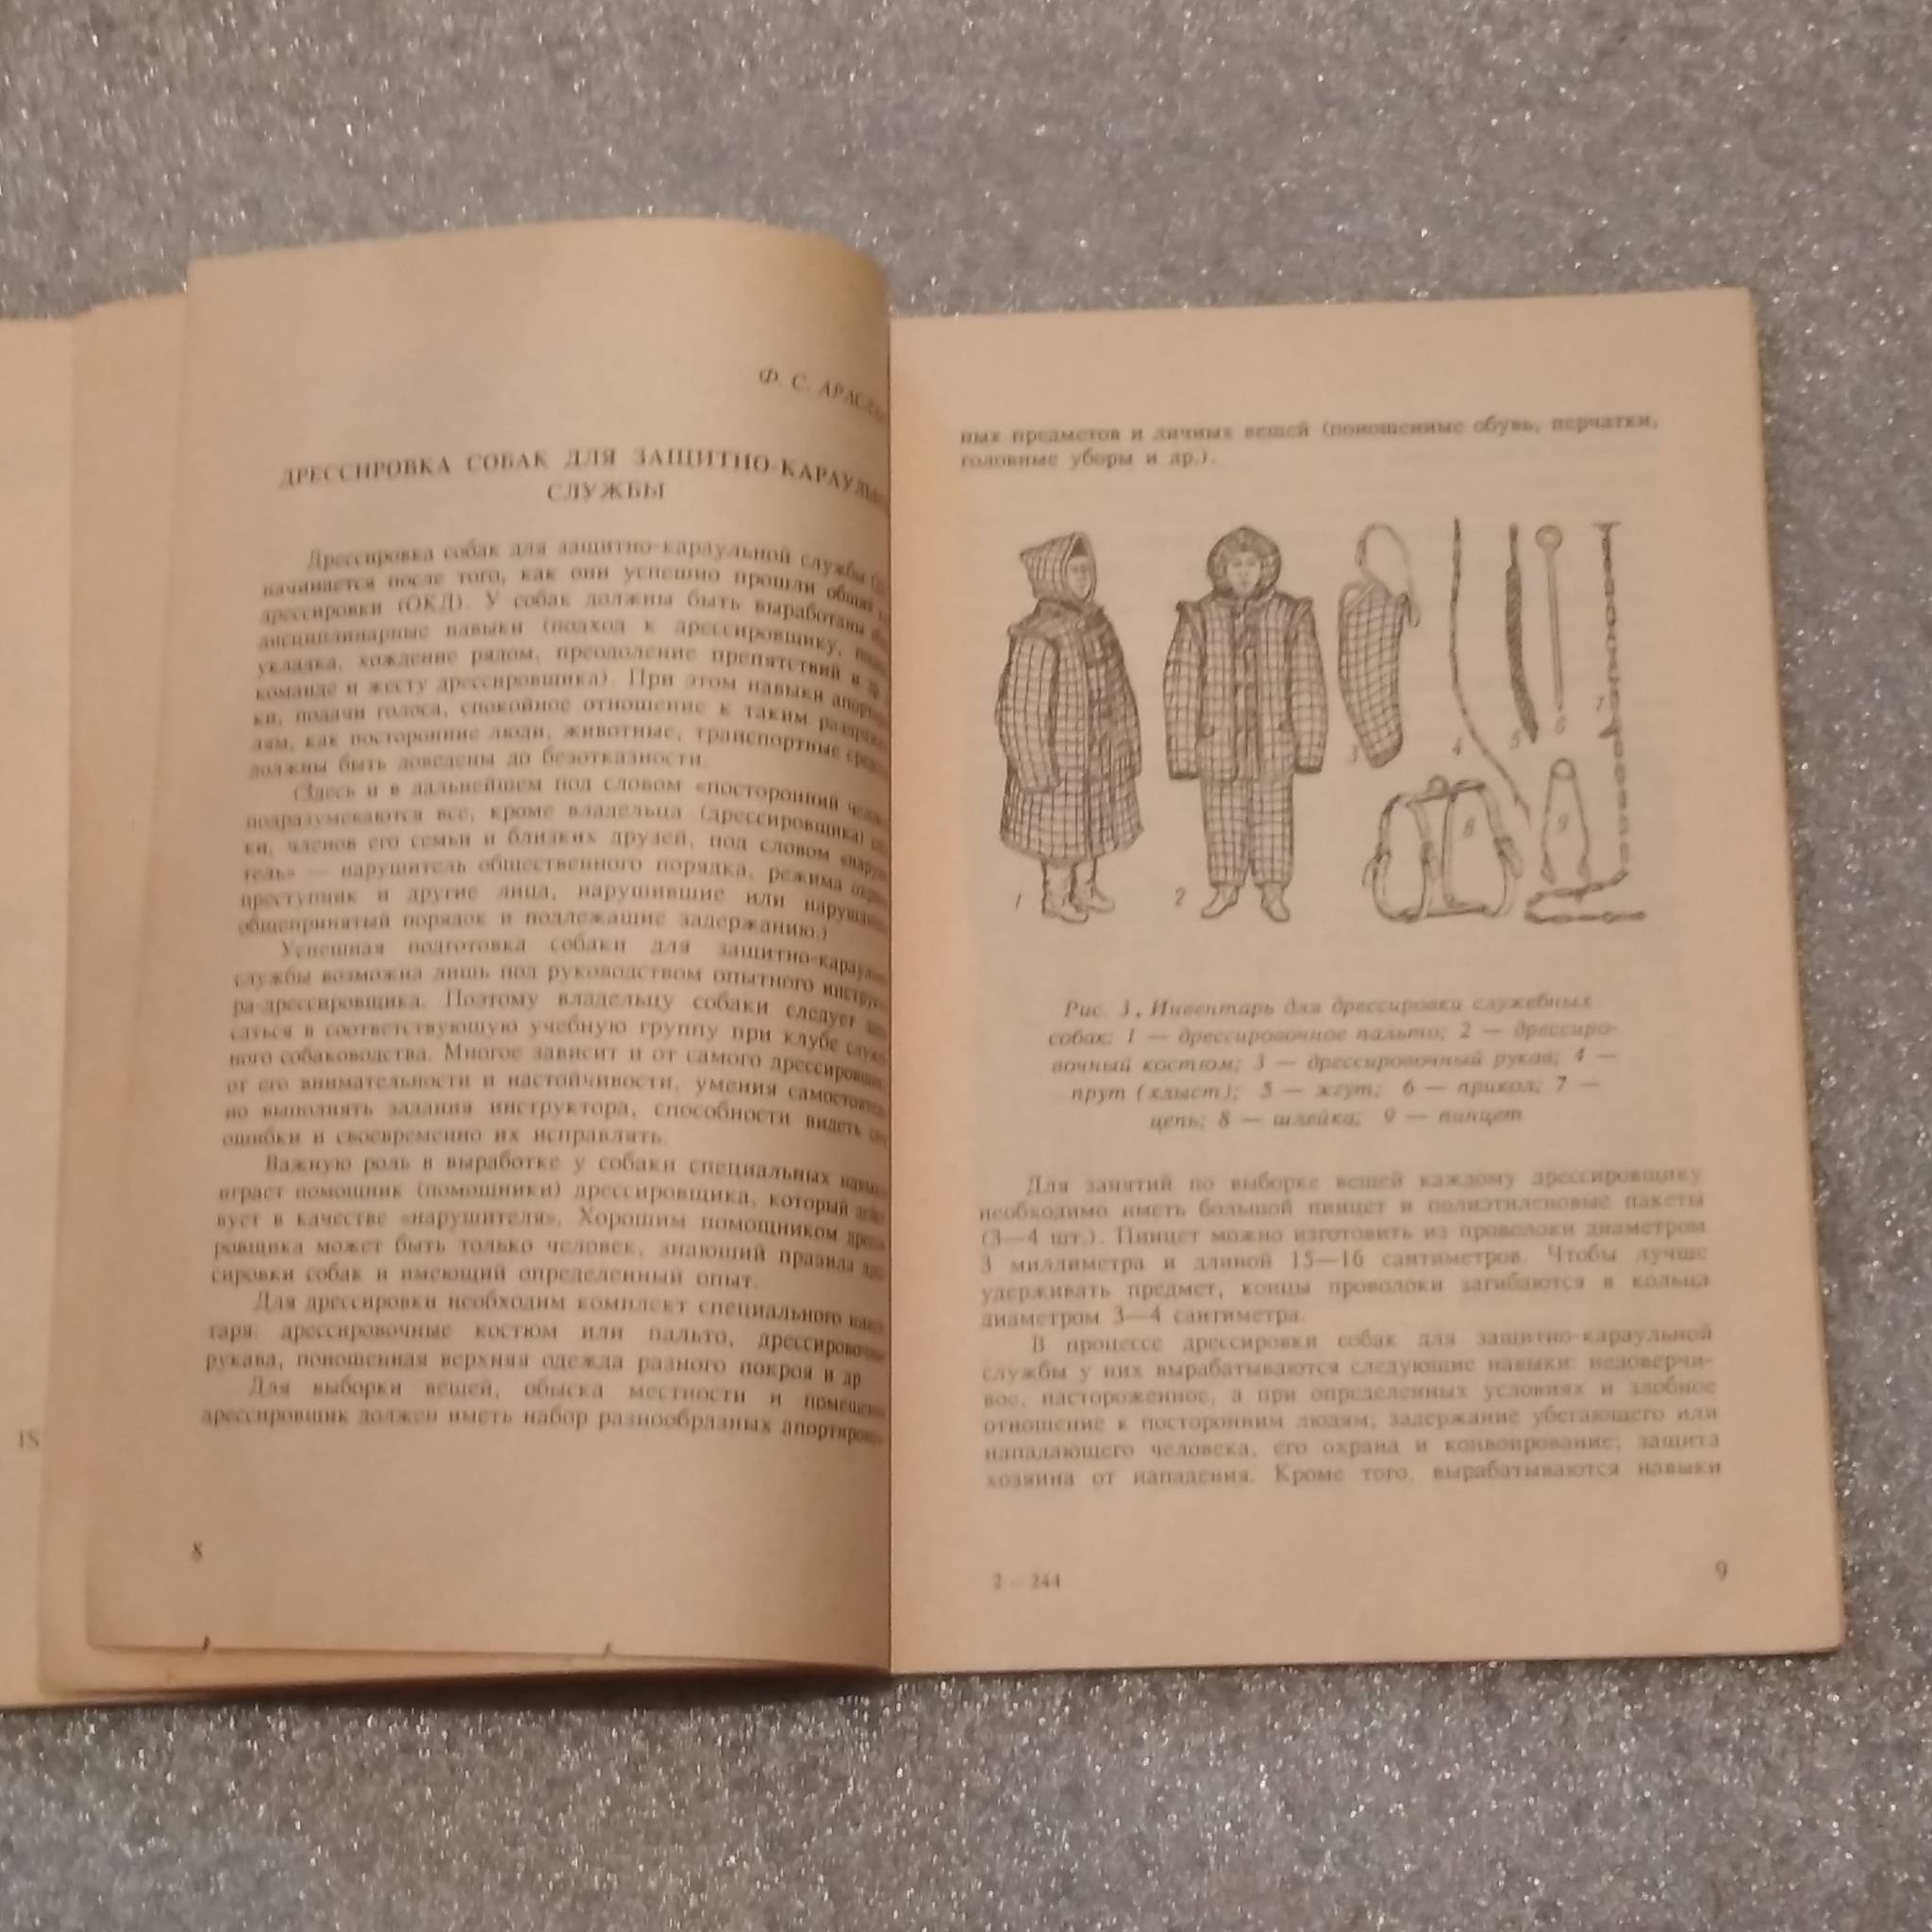 Ф. С.
ДРЕССИРОВКА СОБАК ДЛЯ ЗАЩИТНО-
СЛУЖБЫ
Дрессировка собак для защитно-караульной службы
начинается после того, как они успешно прошли общий
дрессировки (ОКД). У собак должны быть выработаны
дисциплинарные навыки (подход к дрессировщику,
укладка, хождение рядом, преодоление препятствий и др.
команде и жесту дрессировщика). При этом навыки
ки, подачи голоса, спокойное отношение к таким
лям, как посторонние люди, животные, транспортные
должны быть доведены до безотказности.
(Здесь и в дальнейшем под словом «посторонний
подразумеваются все, кроме владельца (дрессировщика)
ки, членов его семьи и близких друзей, под словом
тель» — нарушитель общественного порядка, режима
преступник и другие лица, нарушившие или
общепринятый порядок и подлежащие задержанию.)
Успешная подготовка собаки для защитно-
службы возможна лишь под руководством опытного
ра-дрессировщика. Поэтому владельцу собаки следует
саться в соответствующую учебную группу при клубе
ного собаководства. Многое зависит и от самого
от его внимательности и настойчивости, умения
но выполнять задания инструктора, способности видеть
ошибки и своевременно их исправлять.
Важную роль в выработке у собаки специальных
играет помощник (помощники) дрессировщика, который
вует в качестве «нарушителя». Хорошим помощником
ровщика может быть только человек, знающий правила
сировки собак и имеющий определенный опыт.
Для дрессировки необходим комплект специального
таря: дрессировочные костюм или пальто,
рукава, поношенная верхняя одежда разного покроя и др
Для выборки вещей, обыска местности и
дрессировщик должен иметь набор разнообразных
8
ных предметов и личных вещей (поношенные обувь, перчатки,
головные уборы и др.).
1
2
3
4
5
6
7
8
9
Рис. 3. Инвентарь для дрессировки служебных
собак: 1 — дрессировочное пальто; 2 — дрессиро-
вочный костюм; 3 — дрессировочный рукав; 4 —
прут (хлыст); 5 — жгут; 6 — прикол; 7 —
цепь; 8 — шлейка; 9 — пинцет
Для занятий по выборке вещей каждому дрессировщику
необходимо иметь большой пинцет и полиэтиленовые пакеты
(3—4 шт.). Пинцет можно изготовить из проволоки диаметром
3 миллиметра и длиной 15—16 сантиметров. Чтобы лучше
удерживать предмет, концы проволоки загибаются в кольца
диаметром 3—4 сантиметра.
В процессе дрессировки собак для защитно-караульной
службы у них вырабатываются следующие навыки: недоверчи-
вое, настороженное, а при определенных условиях и злобное
отношение к посторонним людям; задержание убегающего или
нападающего человека, его охрана и конвоирование; защита
хозяина от нападения. Кроме того, вырабатываются навыки
2 — 244
9